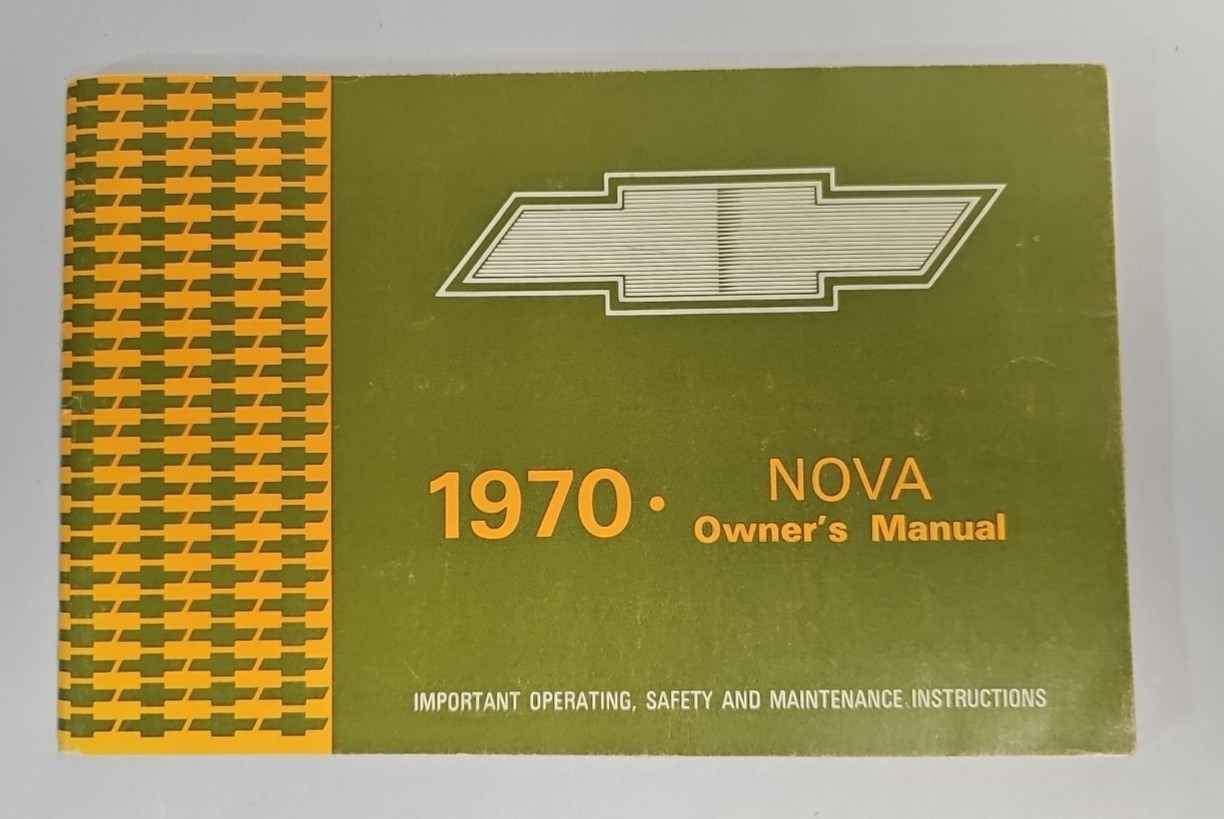 1970 •
NOVA
Owner's Manual
IMPORTANT OPERATING, SAFETY AND MAINTENANCE INSTRUCTIONS